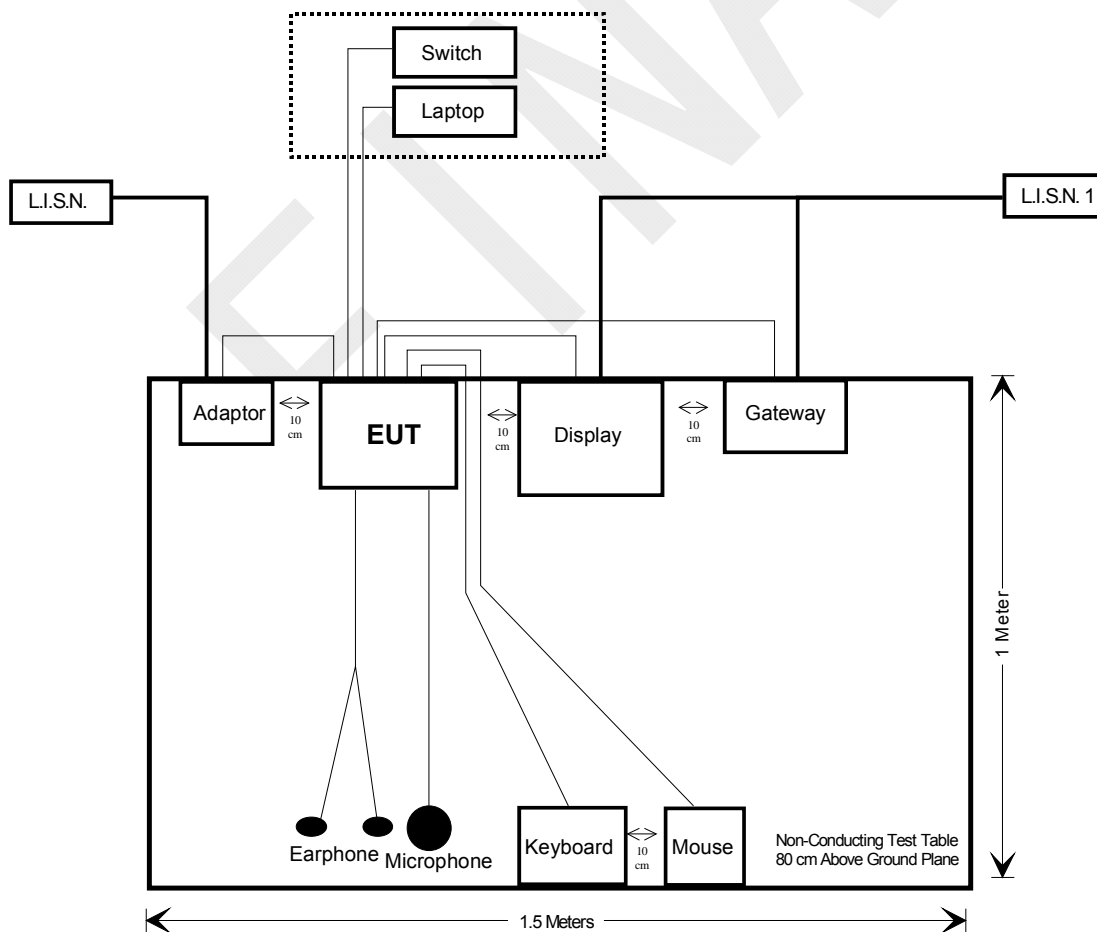 Switch
Laptop
L.I.S.N.
L.I.S.N. 1
Adaptor
10
cm
EUT
10
cm
Display
10
cm
Gateway
1 Meter
Earphone
Microphone
Keyboard
10
cm
Mouse
Non-Conducting Test Table
80 cm Above Ground Plane
1.5 Meters